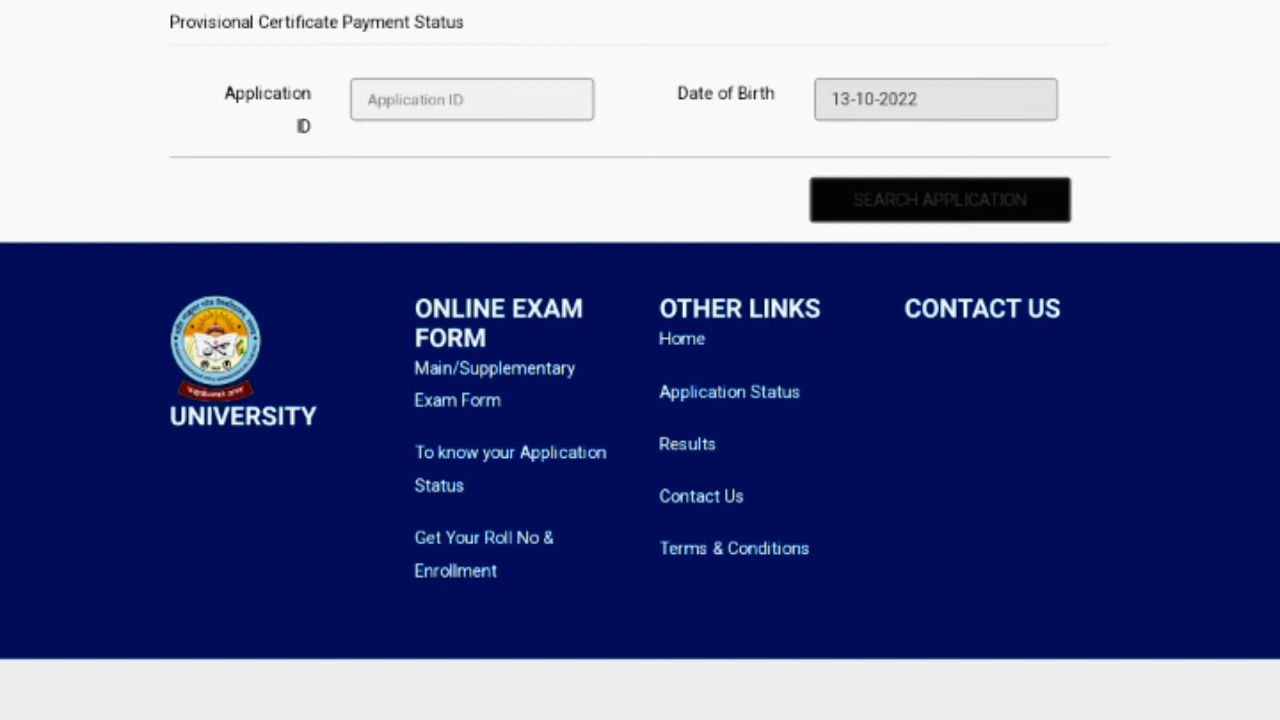 Provisional Certificate Payment Status
Application
ID
Application ID
Date of Birth
13-10-2022
SEARCH APPLICATION
UNIVERSITY
ONLINE EXAM
FORM
Main/Supplementary
Exam Form
To know your Application
Status
Get Your Roll No &
Enrollment
OTHER LINKS
Home
Application Status
Results
Contact Us
Terms & Conditions
CONTACT US